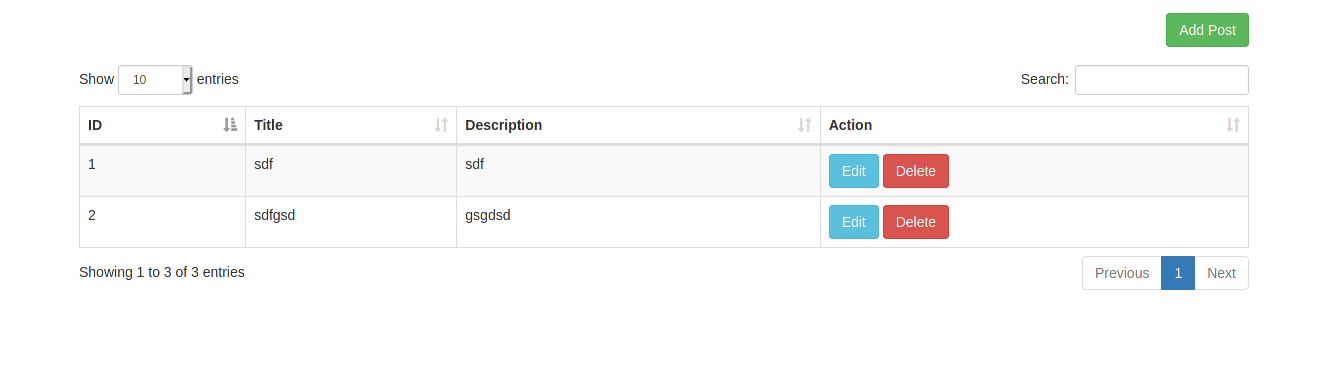 Add Post
Show 10 entries Search:
ID Title Description Action
1 sdf sdf Edit Delete
2 sdfgsd gsgdsd Edit Delete
Showing 1 to 3 of 3 entries Previous 1 Next